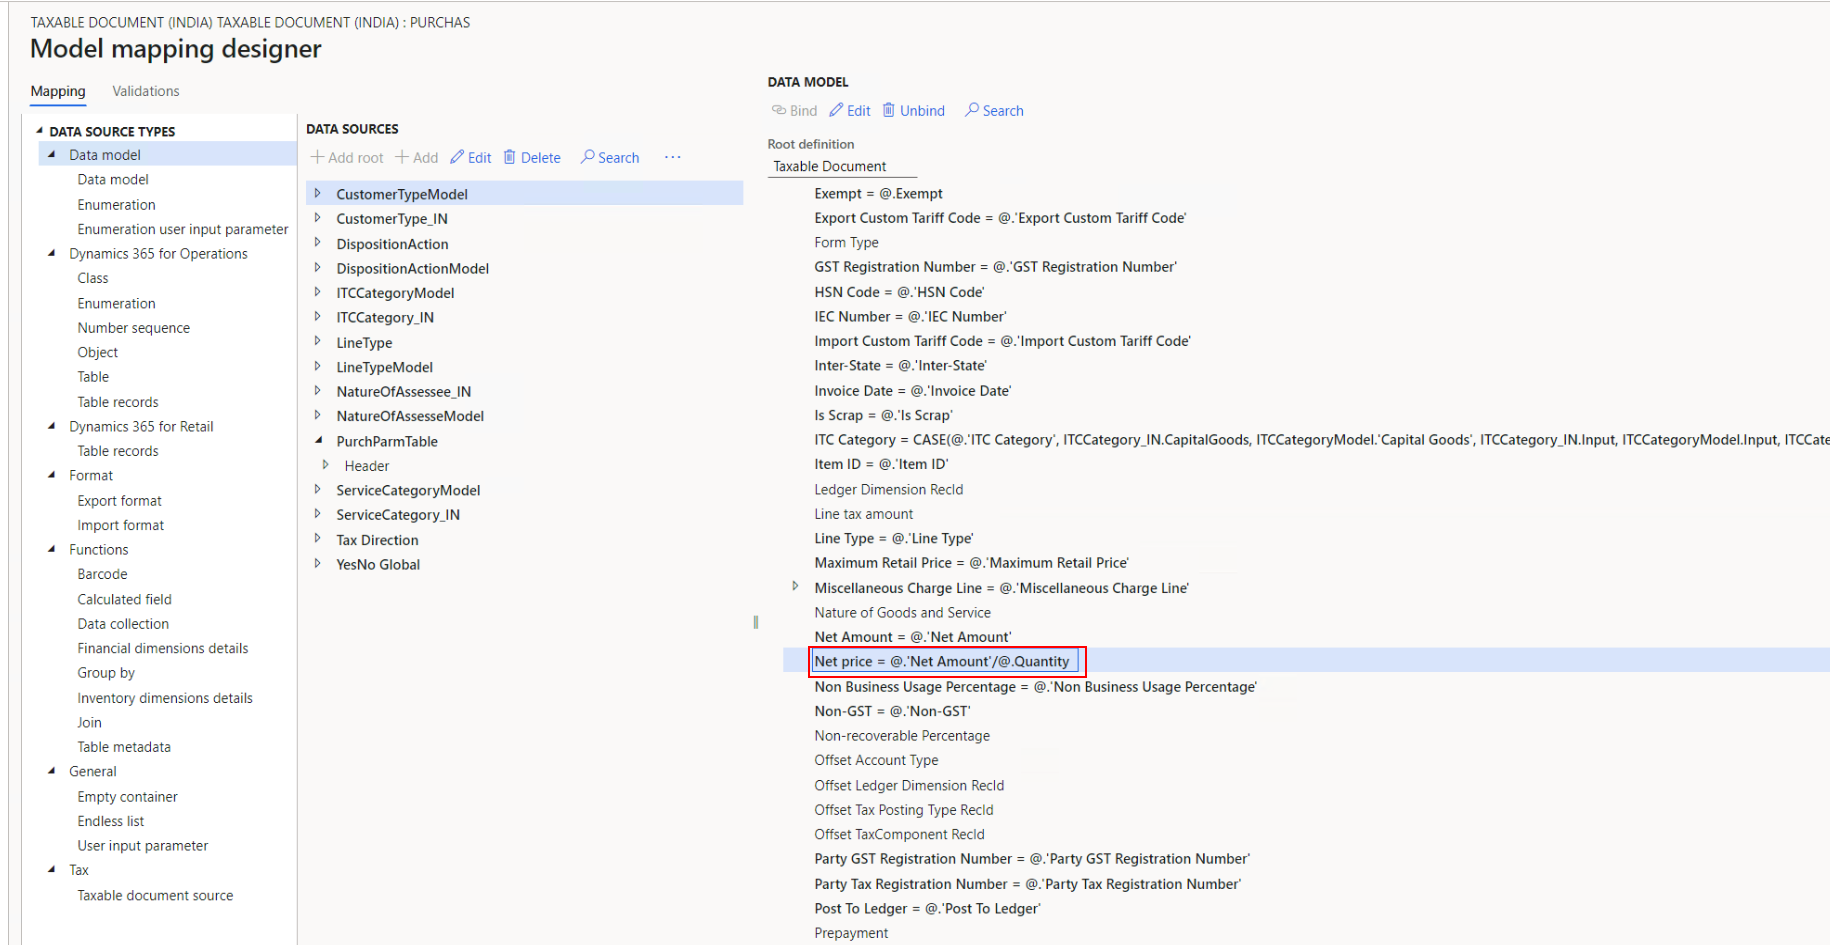 TAXABLE DOCUMENT (INDIA) TAXABLE DOCUMENT (INDIA) : PURCHAS
Model mapping designer
Mapping
Validations
DATA SOURCE TYPES
Data model
Data model
Enumeration
Enumeration user input parameter
Dynamics 365 for Operations
Class
Enumeration
Number sequence
Object
Table
Table records
Dynamics 365 for Retail
Table records
Format
Export format
Import format
Functions
Barcode
Calculated field
Data collection
Financial dimensions details
Group by
Inventory dimensions details
Join
Table metadata
General
Empty container
Endless list
User input parameter
Tax
Taxable document source
DATA SOURCES
Add root Add Edit Delete Search ...
CustomerTypeModel
CustomerType_IN
DispositionAction
DispositionActionModel
ITCCategoryModel
ITCCategory_IN
LineType
LineTypeModel
NatureOfAssessee_IN
NatureOfAssesseModel
PurchParmTable
Header
ServiceCategoryModel
ServiceCategory_IN
Tax Direction
YesNo Global
DATA MODEL
Bind Edit Unbind Search
Root definition
Taxable Document
Exempt = @.Exempt
Export Custom Tariff Code = @.'Export Custom Tariff Code'
Form Type
GST Registration Number = @.'GST Registration Number'
HSN Code = @.'HSN Code'
IEC Number = @.'IEC Number'
Import Custom Tariff Code = @.'Import Custom Tariff Code'
Inter-State = @.'Inter-State'
Invoice Date = @.'Invoice Date'
Is Scrap = @.'Is Scrap'
ITC Category = CASE(@.'ITC Category', ITCCategory_IN.CapitalGoods, ITCCategoryModel.'Capital Goods', ITCCategory_IN.Input, ITCCategoryModel.Input, ITCCate
Item ID = @.'Item ID'
Ledger Dimension RecId
Line tax amount
Line Type = @.'Line Type'
Maximum Retail Price = @.'Maximum Retail Price'
Miscellaneous Charge Line = @.'Miscellaneous Charge Line'
Nature of Goods and Service
Net Amount = @.'Net Amount'
Net price = @.'Net Amount'/@.Quantity
Non Business Usage Percentage = @.'Non Business Usage Percentage'
Non-GST = @.'Non-GST'
Non-recoverable Percentage
Offset Account Type
Offset Ledger Dimension RecId
Offset Tax Posting Type RecId
Offset TaxComponent RecId
Party GST Registration Number = @.'Party GST Registration Number'
Party Tax Registration Number = @.'Party Tax Registration Number'
Post To Ledger = @.'Post To Ledger'
Prepayment